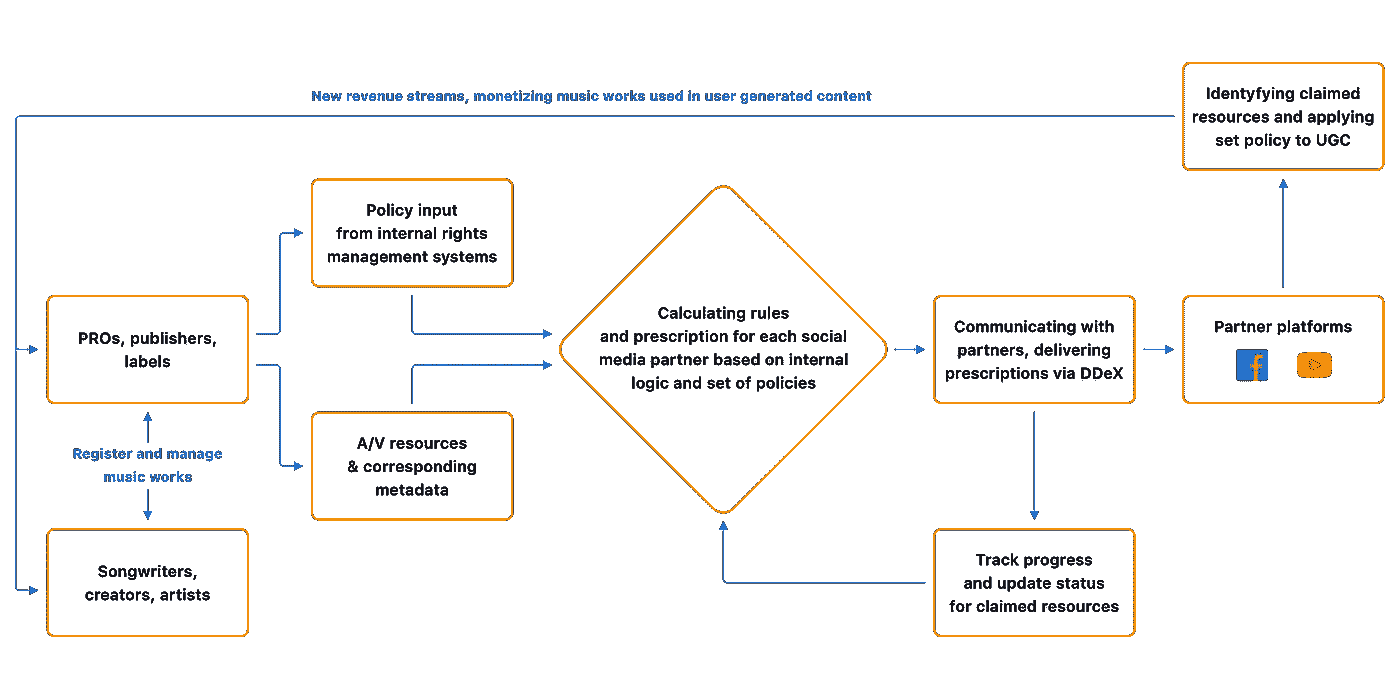 New revenue streams, monetizing music works used in user generated content
Identyfying claimed
resources and applying
set policy to UGC
Policy input
from internal rights
management systems
PROs, publishers,
labels
Calculating rules
and prescription for each social
media partner based on internal
logic and set of policies
Communicating with
partners, delivering
prescriptions via DDeX
Partner platforms
f
A/V resources
& corresponding
metadata
Register and manage
music works
Songwriters,
creators, artists
Track progress
and update status
for claimed resources